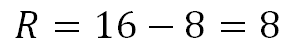 R = 16 − 8 = 8